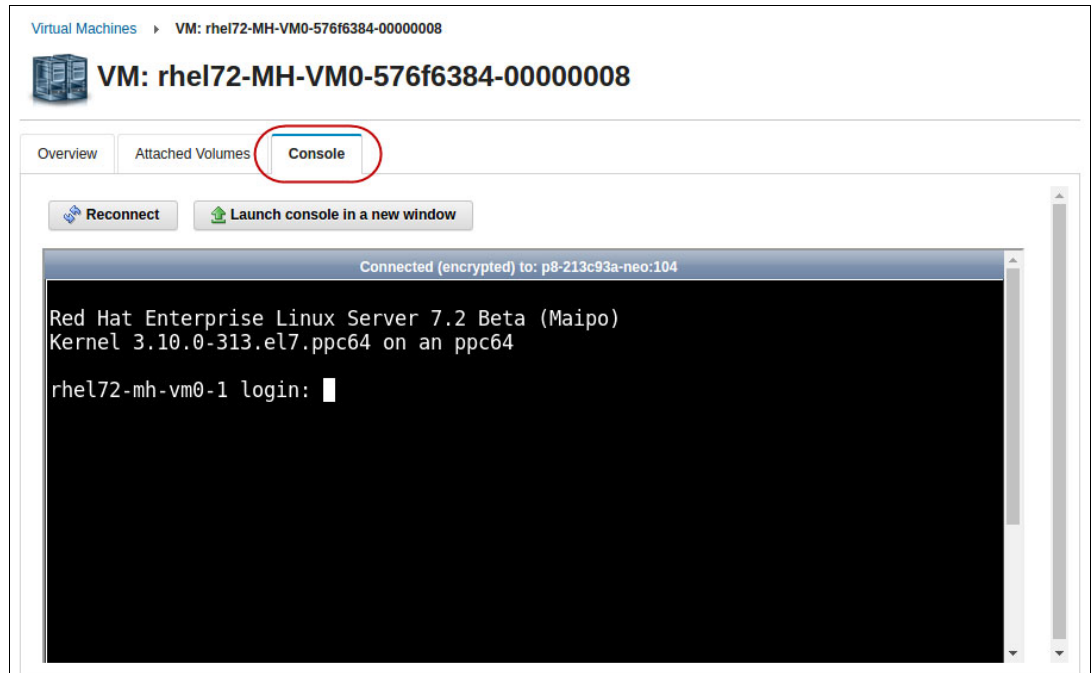 Virtual Machines VM: rhel72-MH-VM0-576f6384-00000008
VM: rhel72-MH-VM0-576f6384-00000008
Overview Attached Volumes Console
Reconnect Launch console in a new window
Connected (encrypted) to: p8-213c93a-neo:104
Red Hat Enterprise Linux Server 7.2 Beta (Maipo)
Kernel 3.10.0-313.el7.ppc64 on an ppc64
rhel72-mh-vm0-1 login: